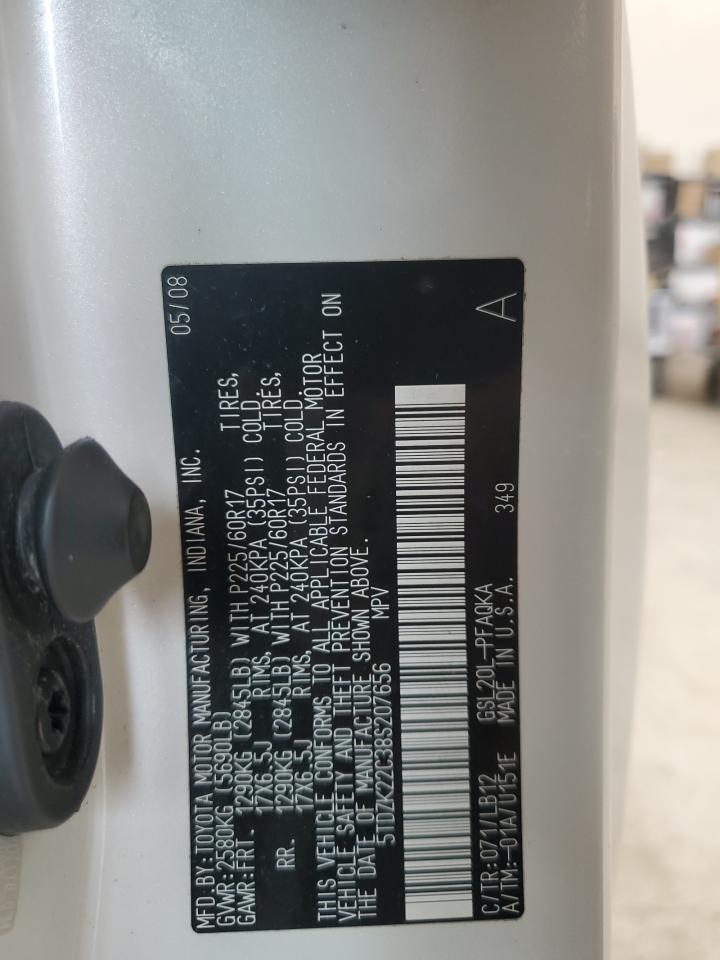 MFD.BY:TOYOTA MOTOR MANUFACTURING, INDIANA, INC. 05/08
GVWR:2580KG (5690LB)
GAWR:FRT. 1290KG (2845LB) WITH P225/60R17 TIRES,
17X6.5J RIMS, AT 240KPA (35PSI) COLD.
RR. 1290KG (2845LB) WITH P225/60R17 TIRES,
17X6.5J RIMS, AT 240KPA (35PSI) COLD.
THIS VEHICLE CONFORMS TO ALL APPLICABLE FEDERAL MOTOR
VEHICLE SAFETY AND THEFT PREVENTION STANDARDS IN EFFECT ON
THE DATE OF MANUFACTURE SHOWN ABOVE.
5TDZK22C38S207656 MPV
C/TR:071/LB12 GSL20L-PFAQKA 349 A
A/TM:-01A/U151E MADE IN U.S.A.